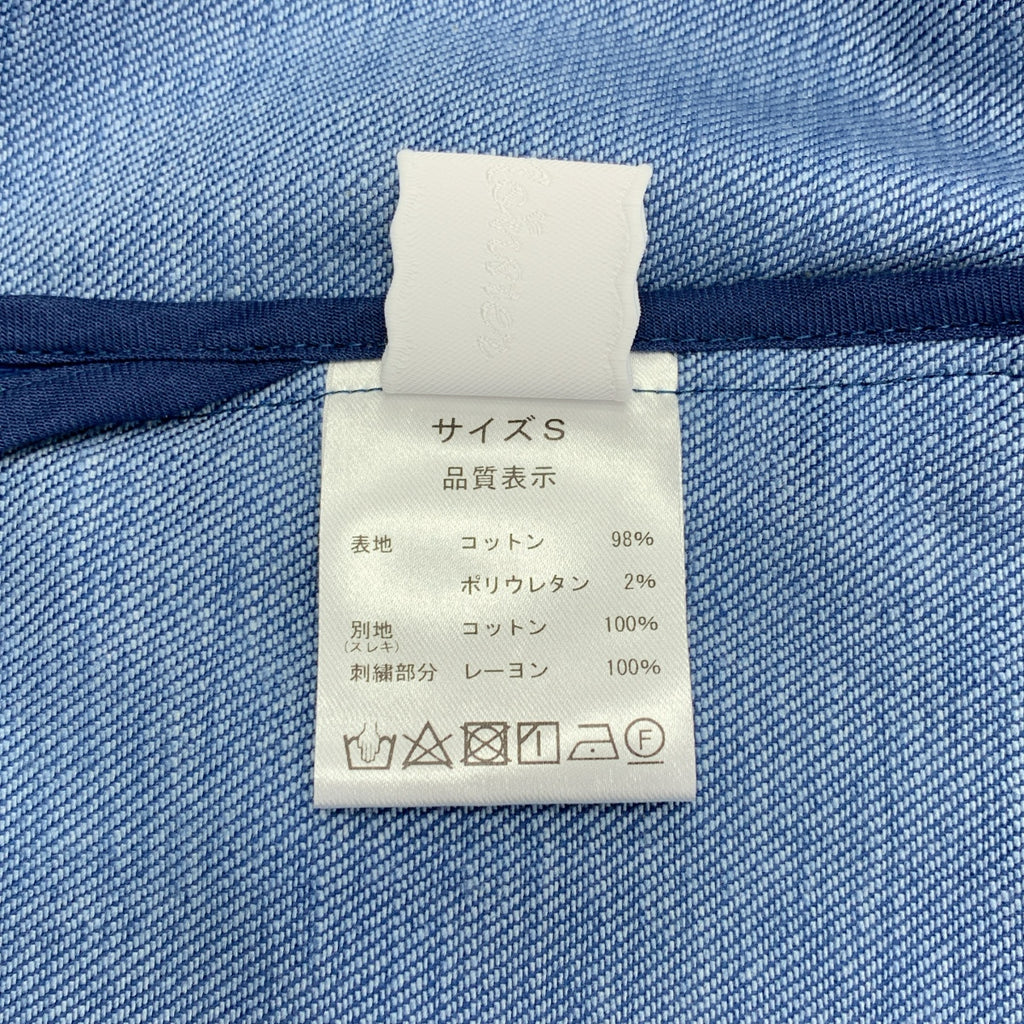 サイズS
品質表示
表地 コットン 98%
ポリウレタン 2%
別地 コットン 100%
(スレキ)
刺繍部分 レーヨン 100%
F